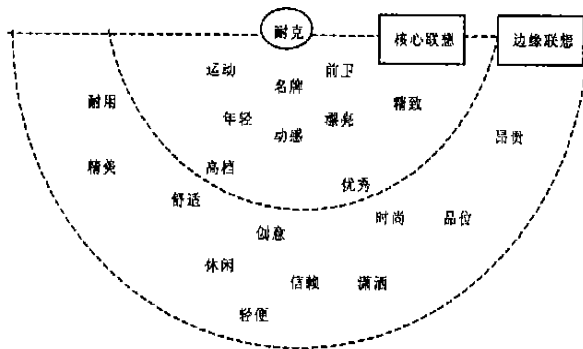 耐克
核心联想
边缘联想
运动
名牌
前卫
耐用
年轻
漂亮
精致
动感
昂贵
精美
高档
舒适
优秀
创意
时尚
品位
休闲
信赖
潇洒
轻便